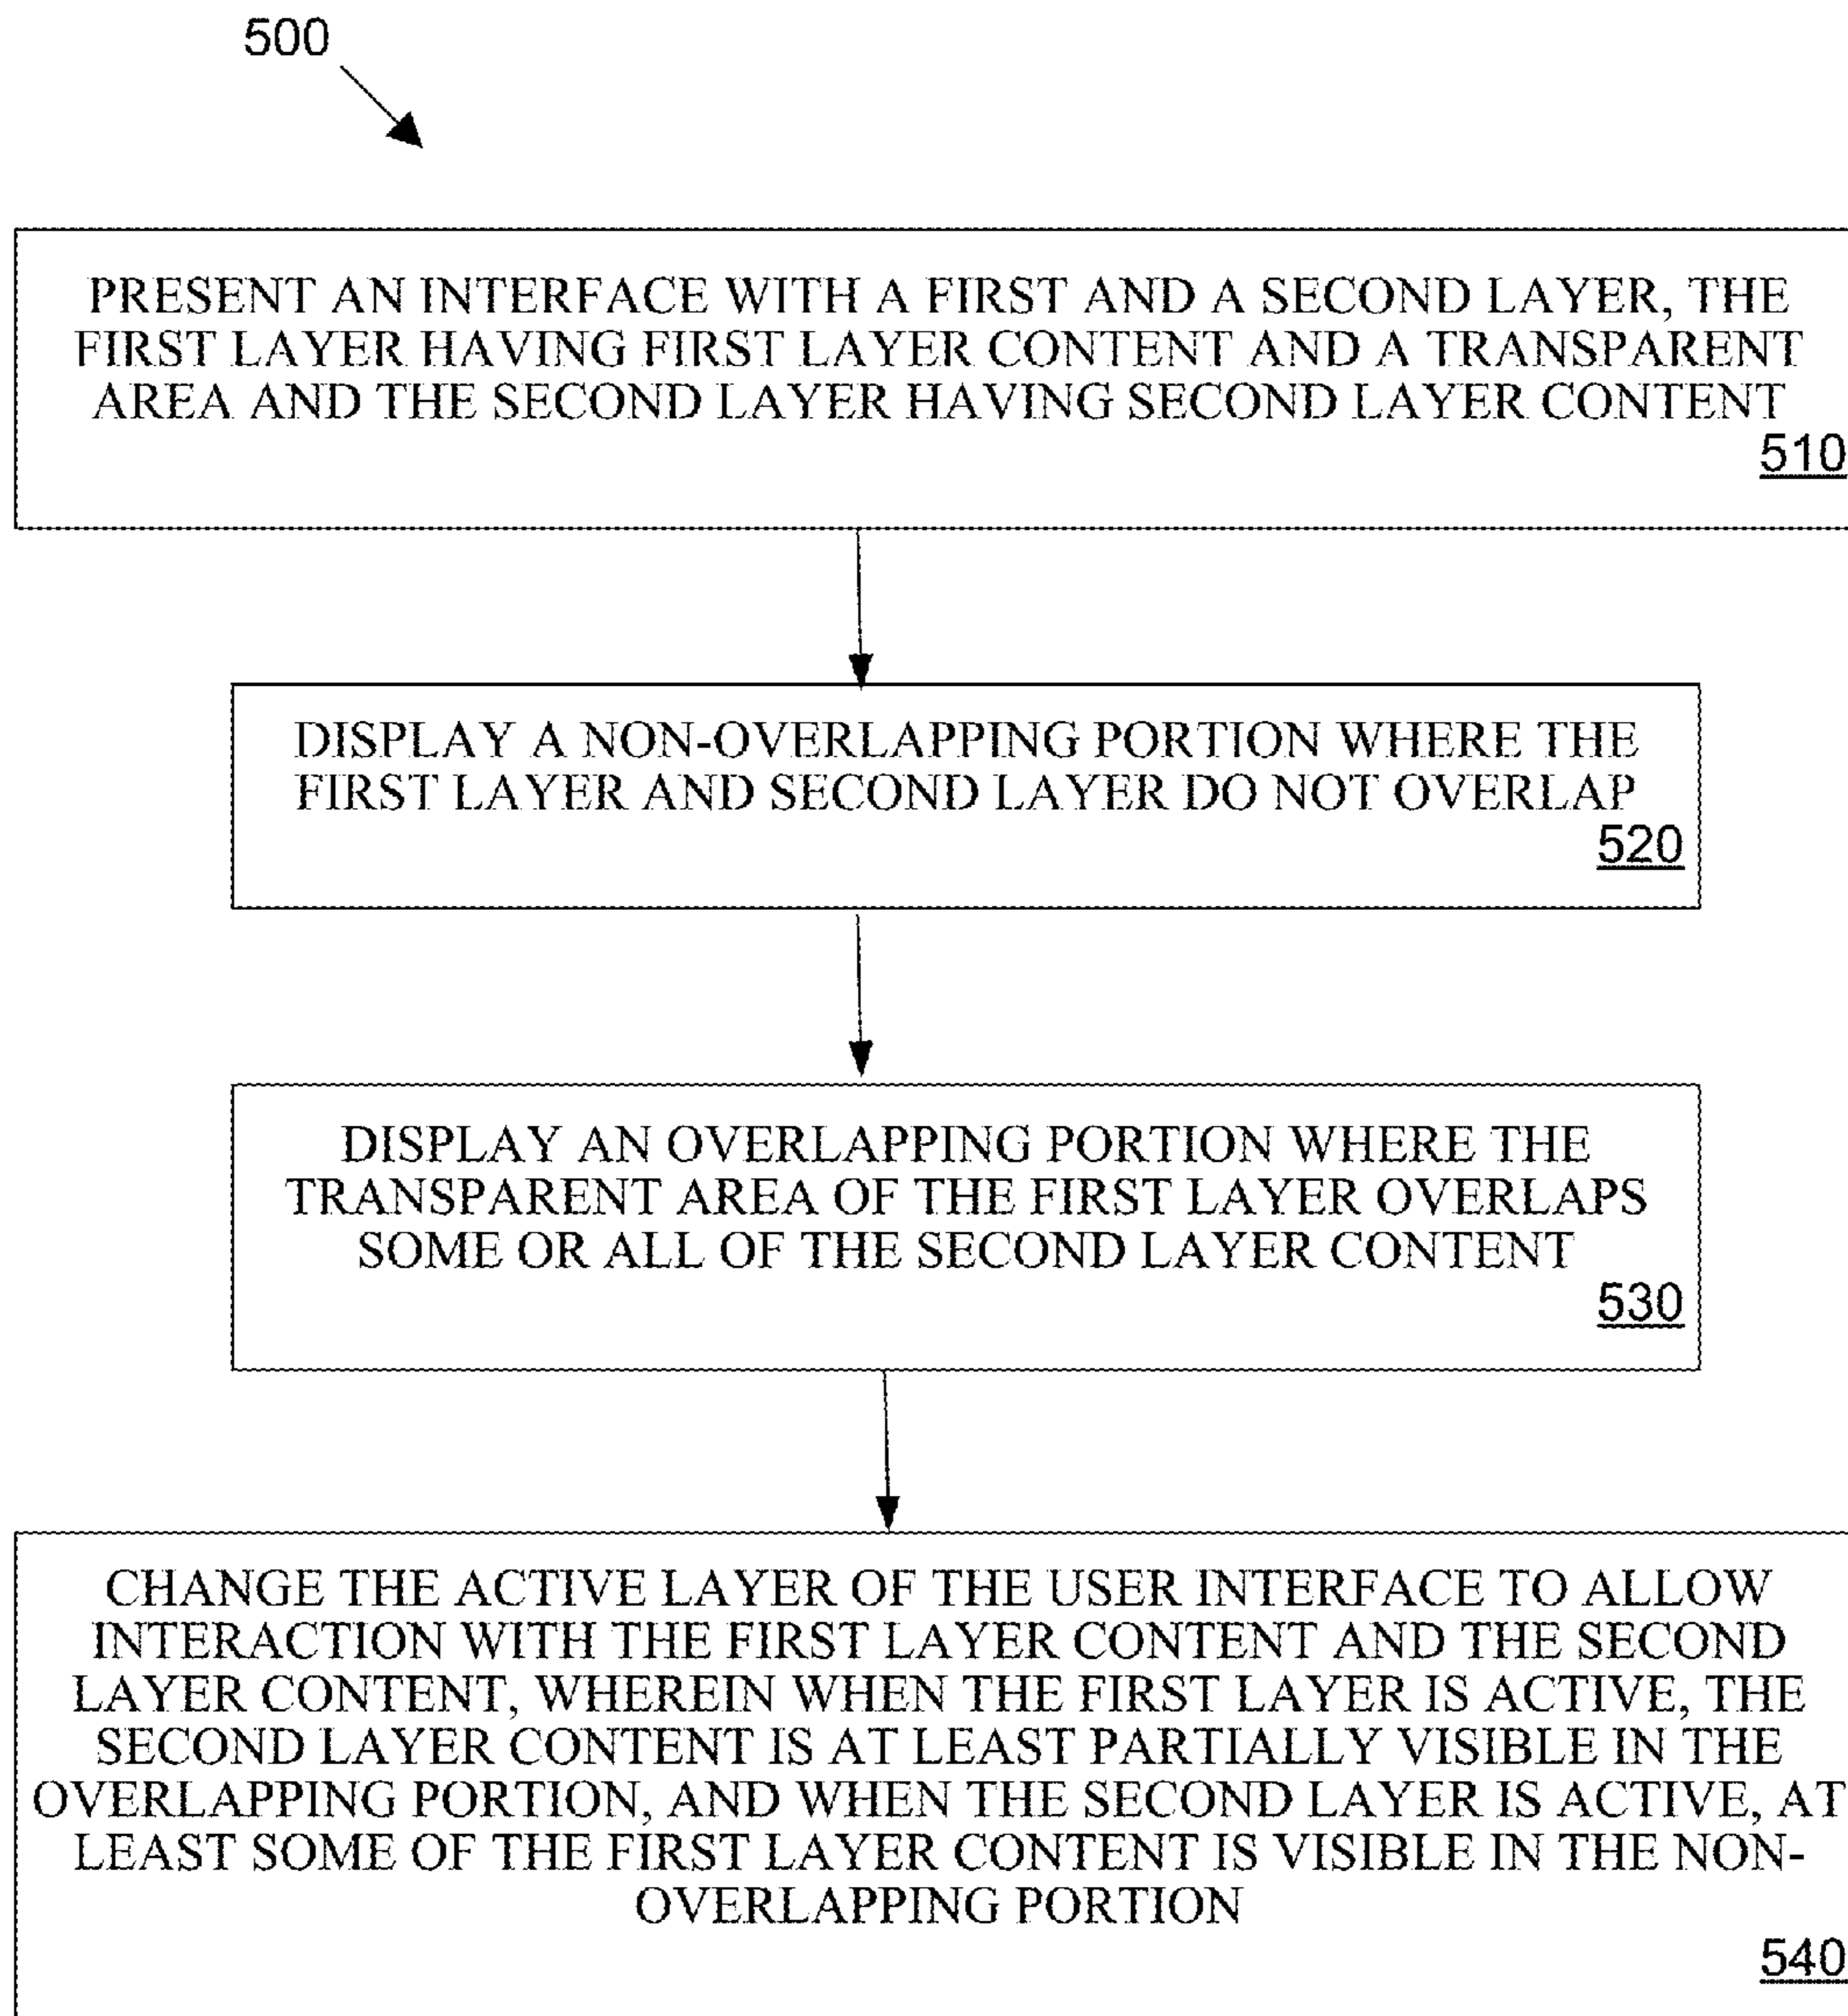 500
PRESENT AN INTERFACE WITH A FIRST AND A SECOND LAYER, THE
FIRST LAYER HAVING FIRST LAYER CONTENT AND A TRANSPARENT
AREA AND THE SECOND LAYER HAVING SECOND LAYER CONTENT
510
DISPLAY A NON-OVERLAPPING PORTION WHERE THE
FIRST LAYER AND SECOND LAYER DO NOT OVERLAP
520
DISPLAY AN OVERLAPPING PORTION WHERE THE
TRANSPARENT AREA OF THE FIRST LAYER OVERLAPS
SOME OR ALL OF THE SECOND LAYER CONTENT
530
CHANGE THE ACTIVE LAYER OF THE USER INTERFACE TO ALLOW
INTERACTION WITH THE FIRST LAYER CONTENT AND THE SECOND
LAYER CONTENT, WHEREIN WHEN THE FIRST LAYER IS ACTIVE, THE
SECOND LAYER CONTENT IS AT LEAST PARTIALLY VISIBLE IN THE
OVERLAPPING PORTION, AND WHEN THE SECOND LAYER IS ACTIVE, AT
LEAST SOME OF THE FIRST LAYER CONTENT IS VISIBLE IN THE NON-
OVERLAPPING PORTION
540